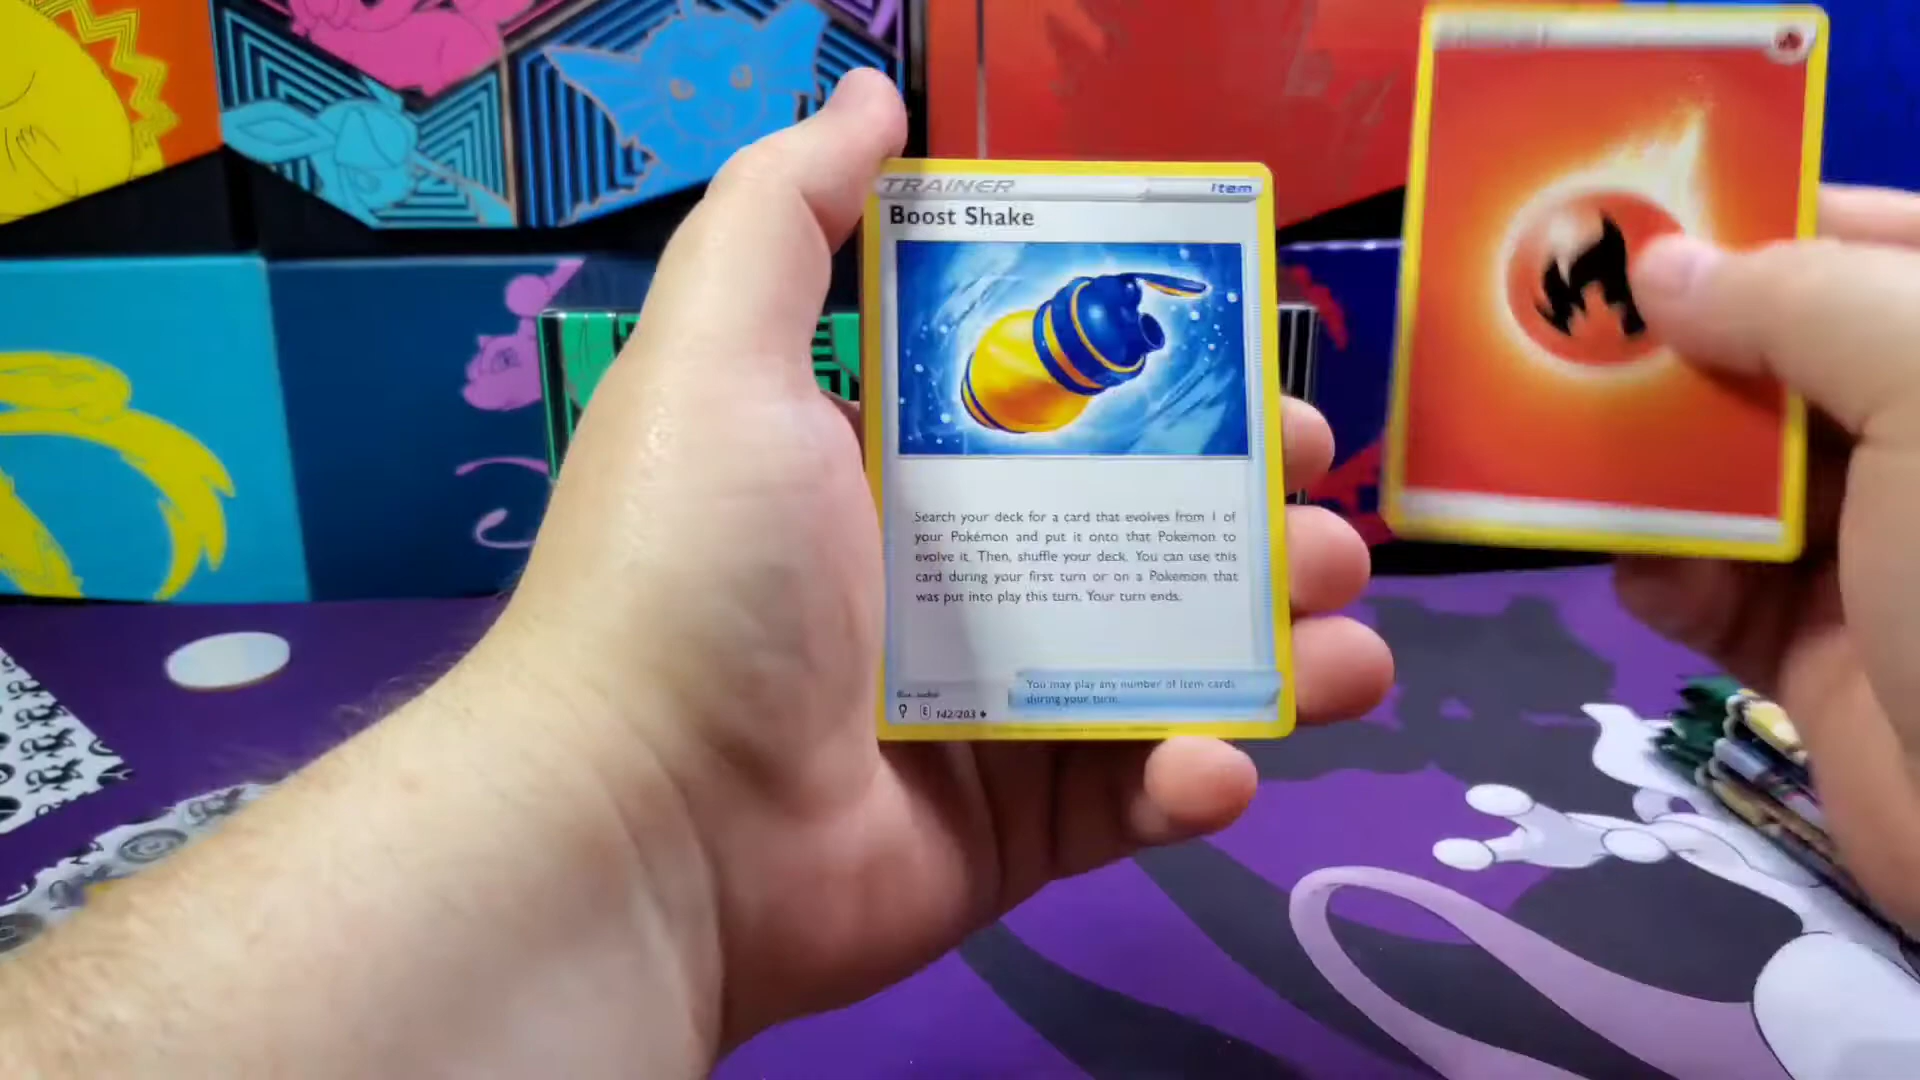 TRAINER Item
Boost Shake
Search your deck for a card that evolves from 1 of
your Pokémon and put it onto that Pokémon to
evolve it. Then, shuffle your deck. You can use this
card during your first turn or on a Pokémon that
was put into play this turn. Your turn ends.
You may play any number of Item cards
during your turn.
E 142/203